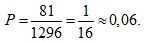 P = 81/1296 = 1/16 ≈ 0,06.